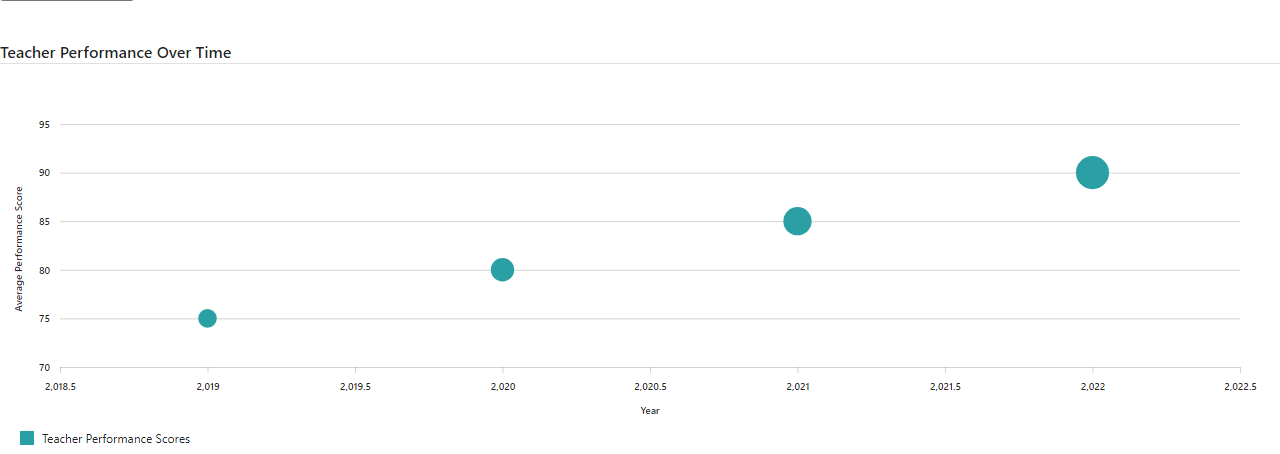 Teacher Performance Over Time
95
90
85
80
75
70
Average Performance Score
2,018.5 2,019 2,019.5 2,020 2,020.5 2,021 2,021.5 2,022 2,022.5
Year
Teacher Performance Scores